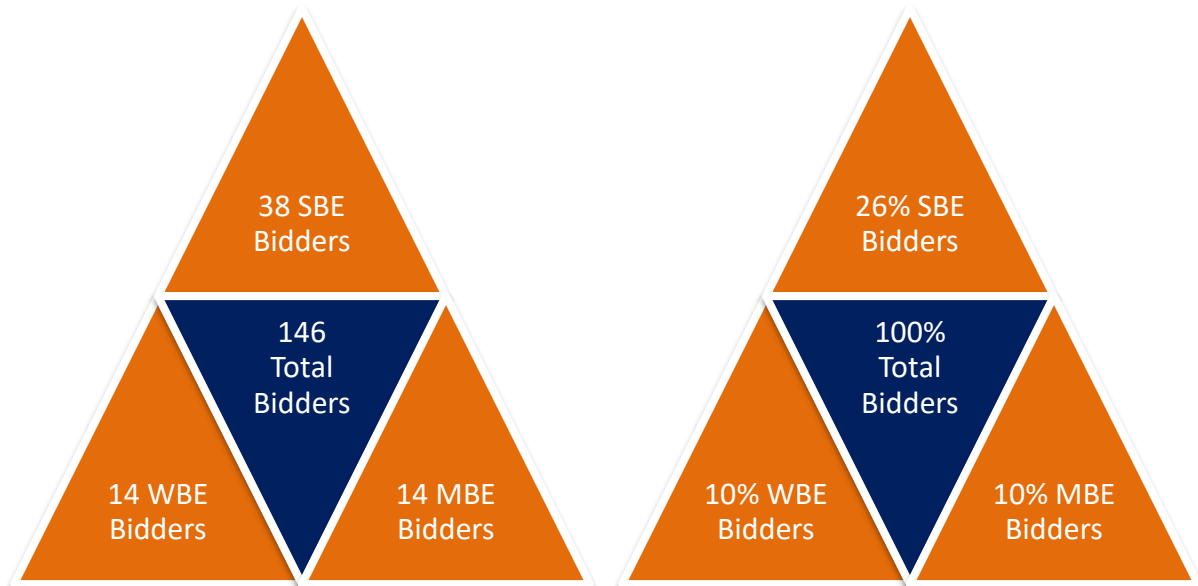 38 SBE
Bidders
146
Total
Bidders
14 WBE
Bidders
14 MBE
Bidders
26% SBE
Bidders
100%
Total
Bidders
10% WBE
Bidders
10% MBE
Bidders